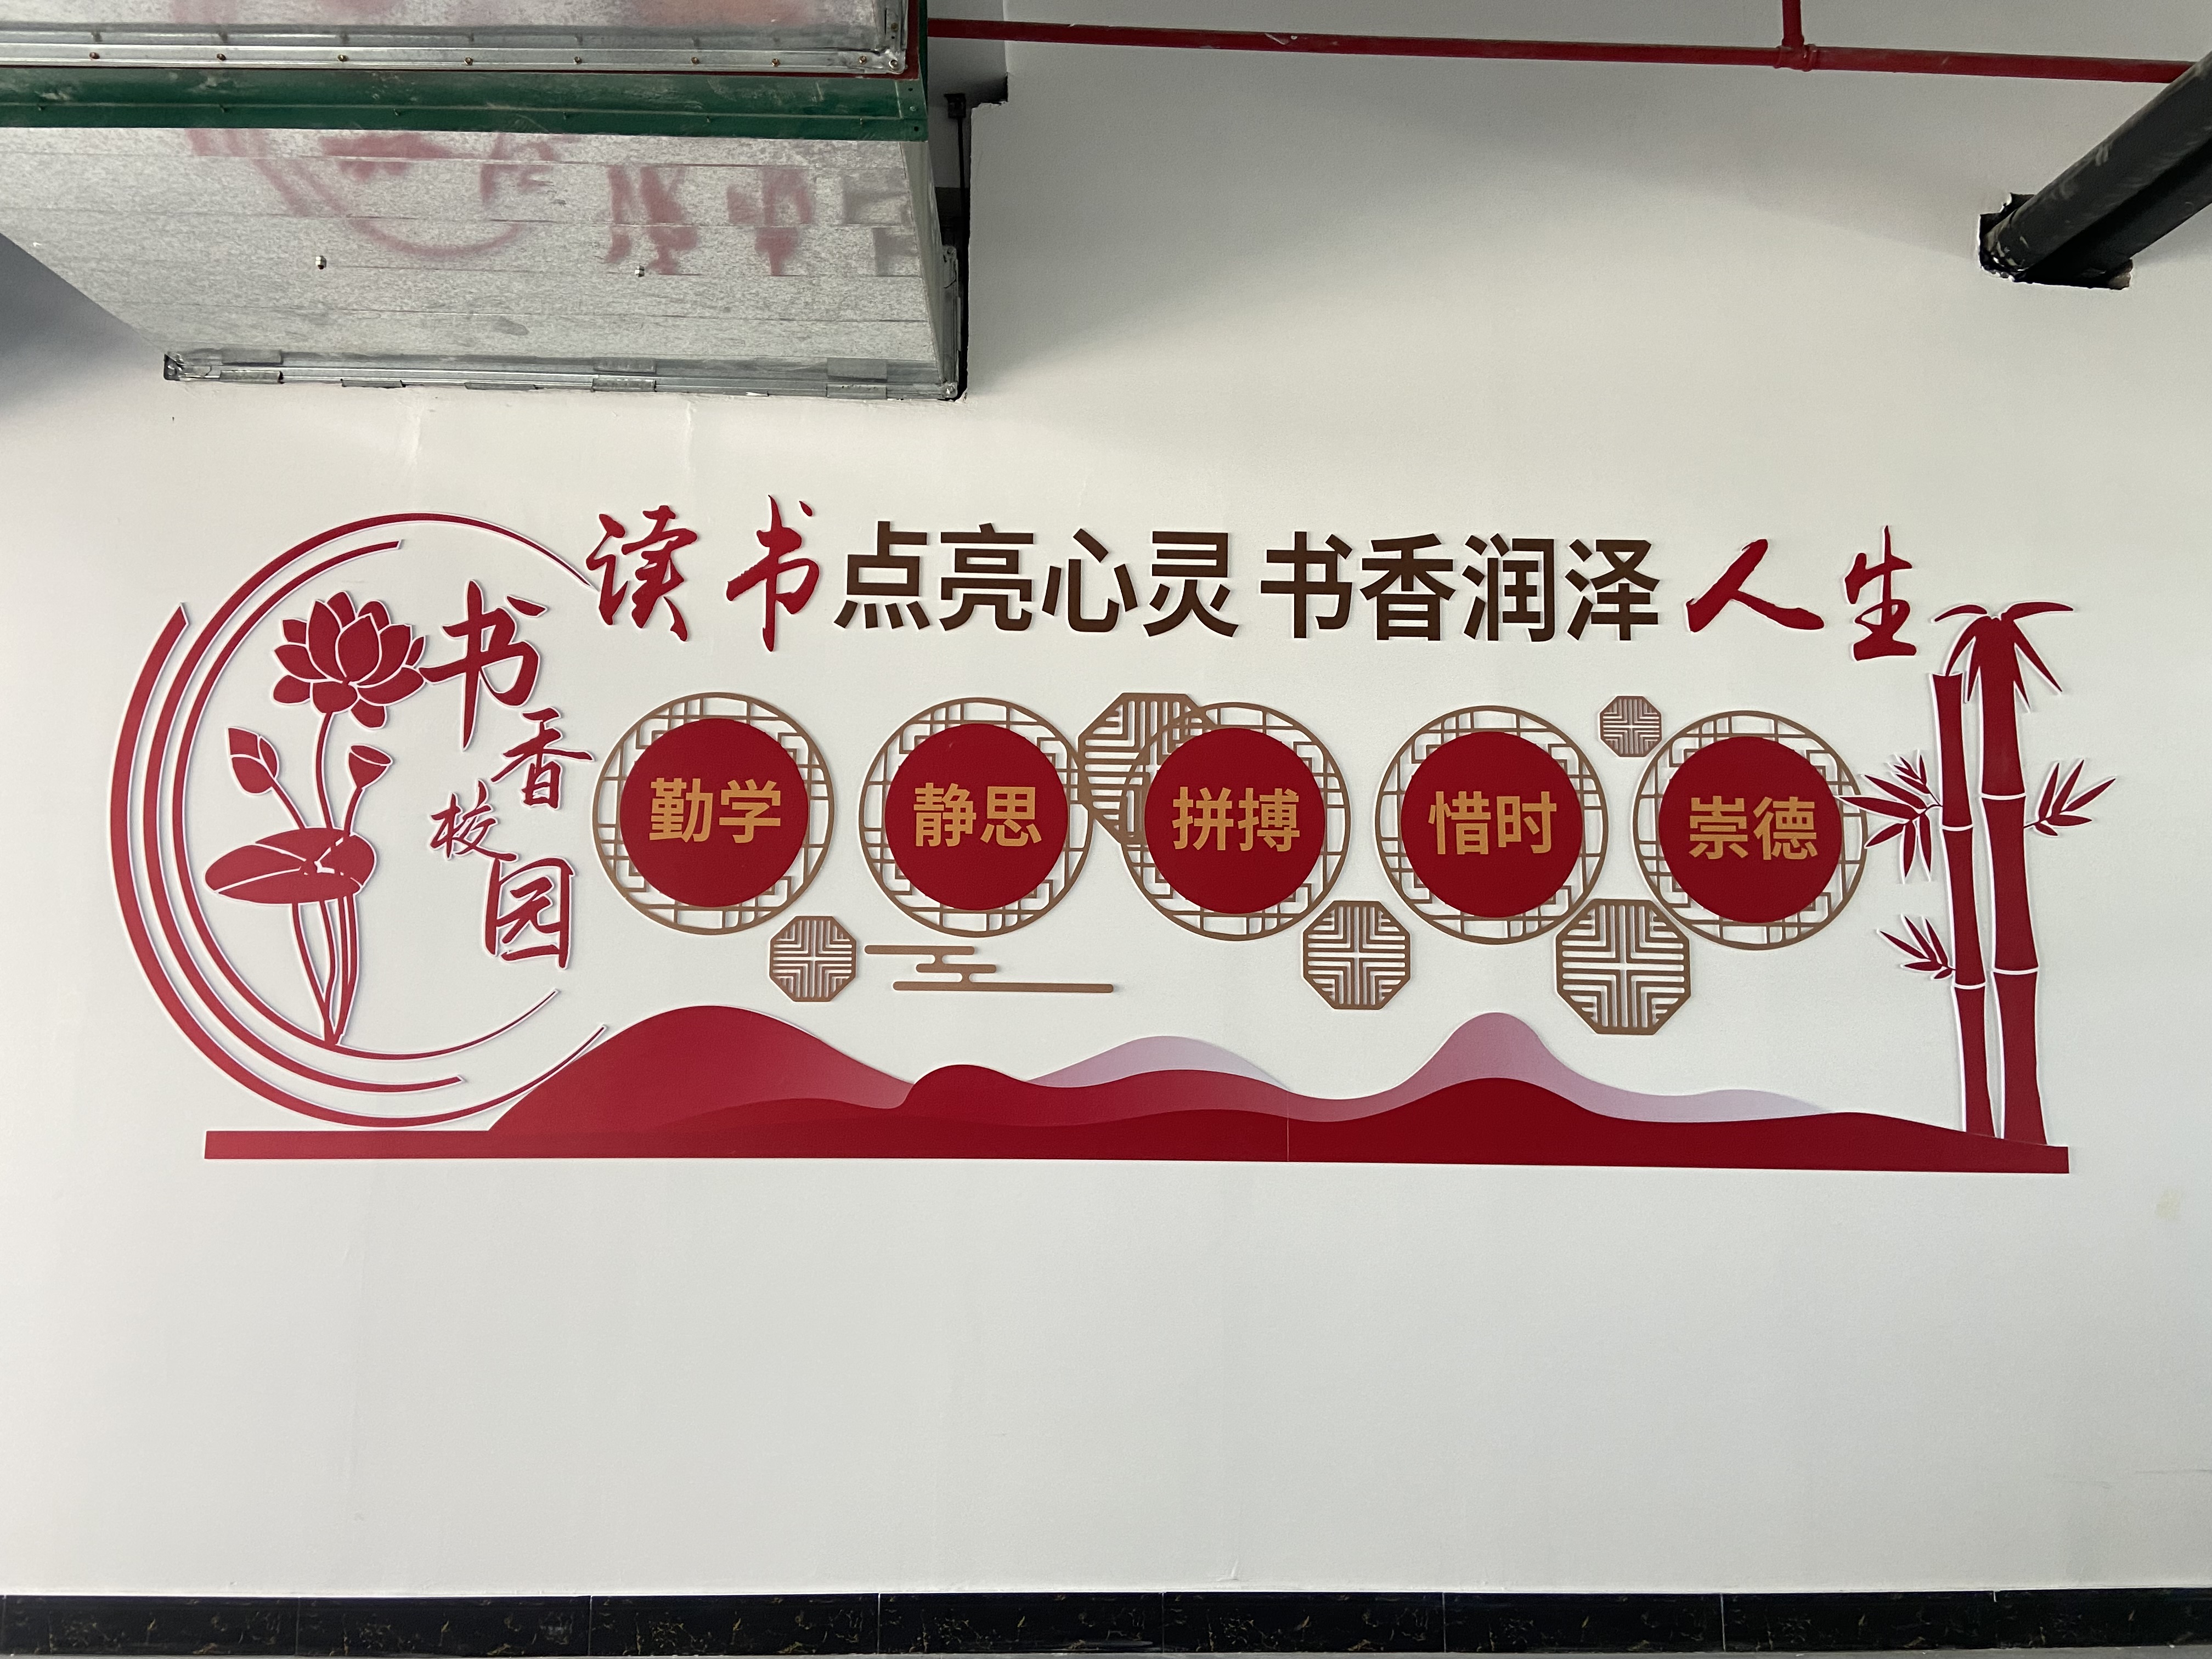 读书点亮心灵 书香润泽人生
书香校园
勤学
静思
拼搏
惜时
崇德